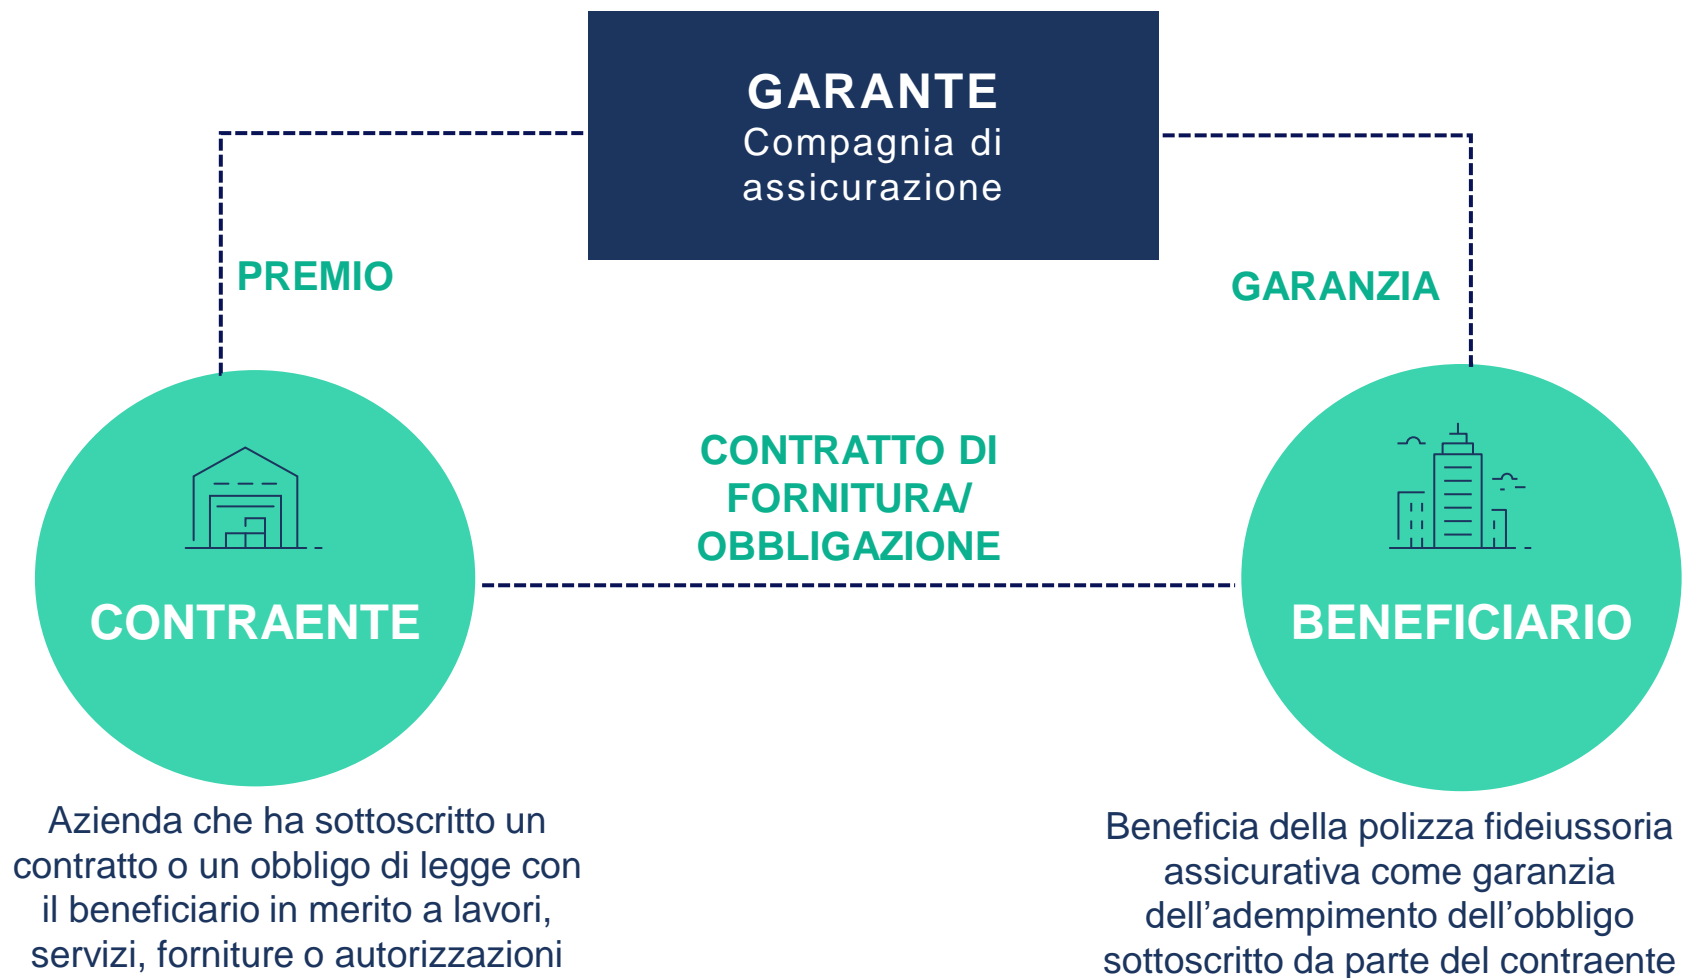 GARANTE
Compagnia di
assicurazione
PREMIO
GARANZIA
CONTRATTO DI
FORNITURA/
OBBLIGAZIONE
CONTRAENTE
BENEFICIARIO
Azienda che ha sottoscritto un
contratto o un obbligo di legge con
il beneficiario in merito a lavori,
servizi, forniture o autorizzazioni
Beneficia della polizza fideiussoria
assicurativa come garanzia
dell’adempimento dell’obbligo
sottoscritto da parte del contraente